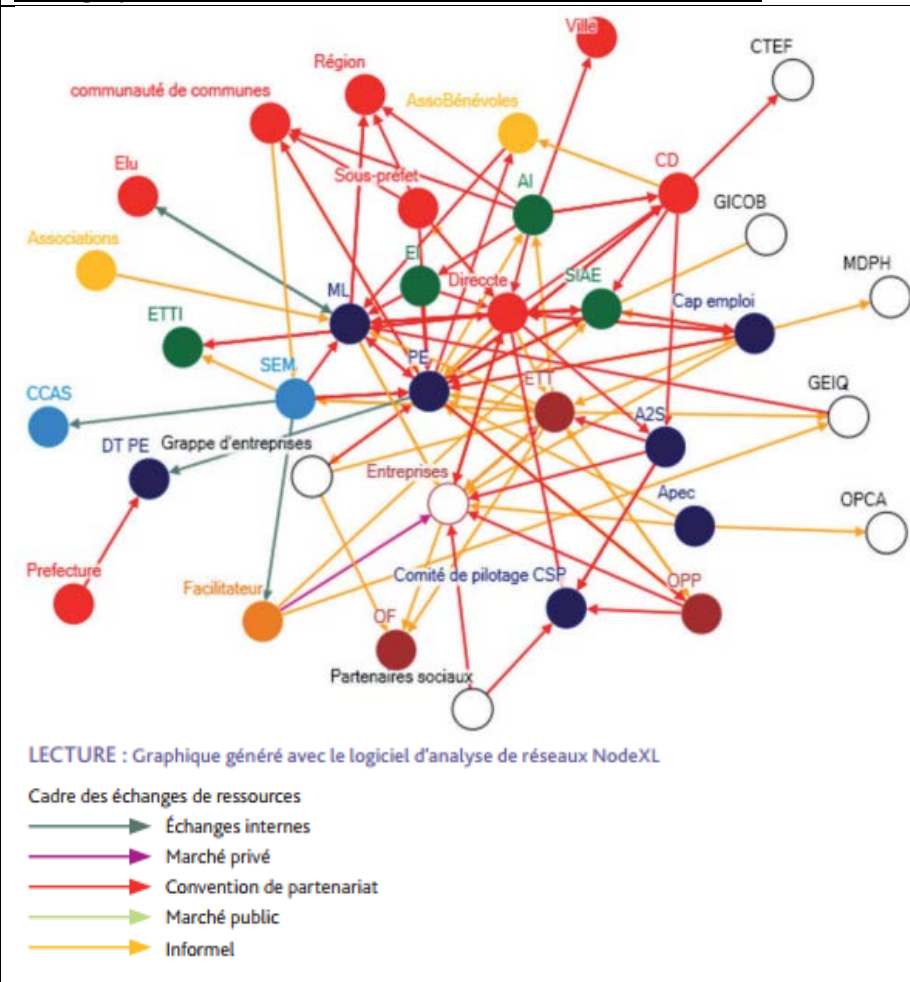 Ville
CTEF
Région
communauté de communes
AssoBénévoles
CD
Elu
Sous-préfet
AI
GICOB
Associations
EI
MDPH
ML
Direccte
SIAE
Cap emploi
ETTI
SEM
PE
ETT
GEIQ
CCAS
A2S
DT PE
Grappe d'entreprises
Entreprises
Apec
OPCA
Prefecture
Facilitateur
Comité de pilotage CSP
OPP
OF
Partenaires sociaux
LECTURE : Graphique généré avec le logiciel d'analyse de réseaux NodeXL
Cadre des échanges de ressources
Échanges internes
Marché privé
Convention de partenariat
Marché public
Informel